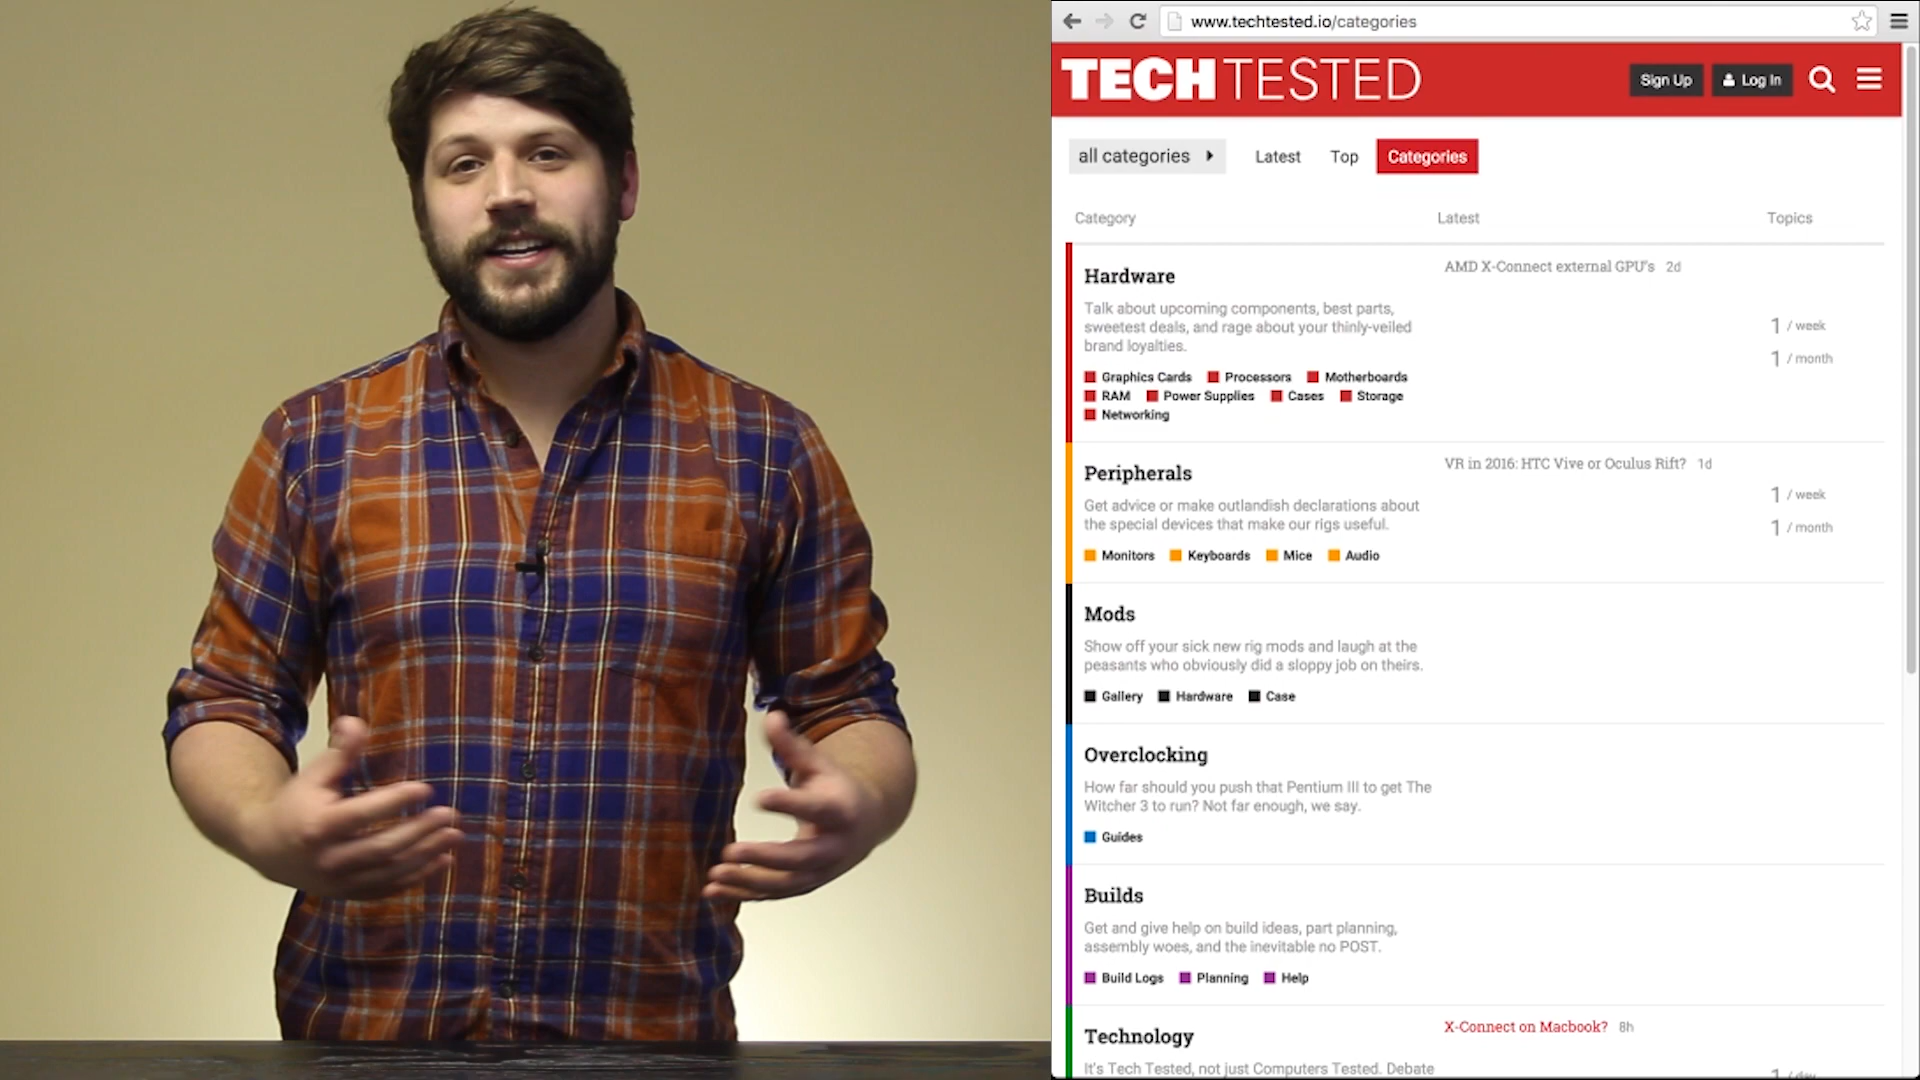 www.techtested.io/categories
TECHTESTED
Sign Up
Log In
all categories
Latest
Top
Categories
Category
Latest
Topics
Hardware
Talk about upcoming components, best parts,
sweetest deals, and rage about your thinly-veiled
brand loyalties.
Graphics Cards Processors Motherboards
RAM Power Supplies Cases Storage
Networking
AMD X-Connect external GPU's 2d
1 / week
1 / month
Peripherals
Get advice or make outlandish declarations about
the special devices that make our rigs useful.
Monitors Keyboards Mice Audio
VR in 2016: HTC Vive or Oculus Rift? 1d
1 / week
1 / month
Mods
Show off your sick new rig mods and laugh at the
peasants who obviously did a sloppy job on theirs.
Gallery Hardware Case
Overclocking
How far should you push that Pentium III to get The
Witcher 3 to run? Not far enough, we say.
Guides
Builds
Get and give help on build ideas, part planning,
assembly woes, and the inevitable no POST.
Build Logs Planning Help
Technology
It's Tech Tested, not just Computers Tested. Debate
X-Connect on Macbook? 8h
1 / day